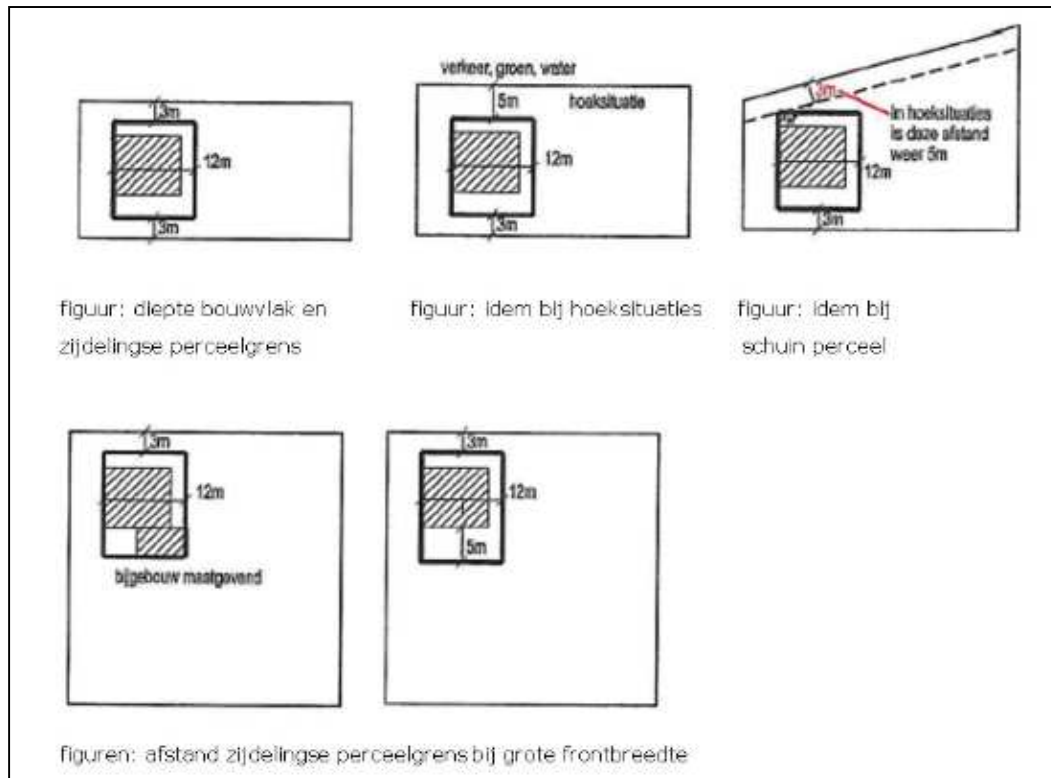 3m
12m
3m
verkeer, groen, water
5m
hoeksituatie
12m
3m
3m
in hoeksituaties
is deze afstand
weer 5m
12m
3m
figuur: diepte bouwvlak en
zijdelingse perceelgrens
figuur: idem bij hoeksituaties
figuur: idem bij
schuin perceel
3m
12m
bijgebouw maatgevend
3m
12m
5m
figuren: afstand zijdelingse perceelgrens bij grote frontbreedte